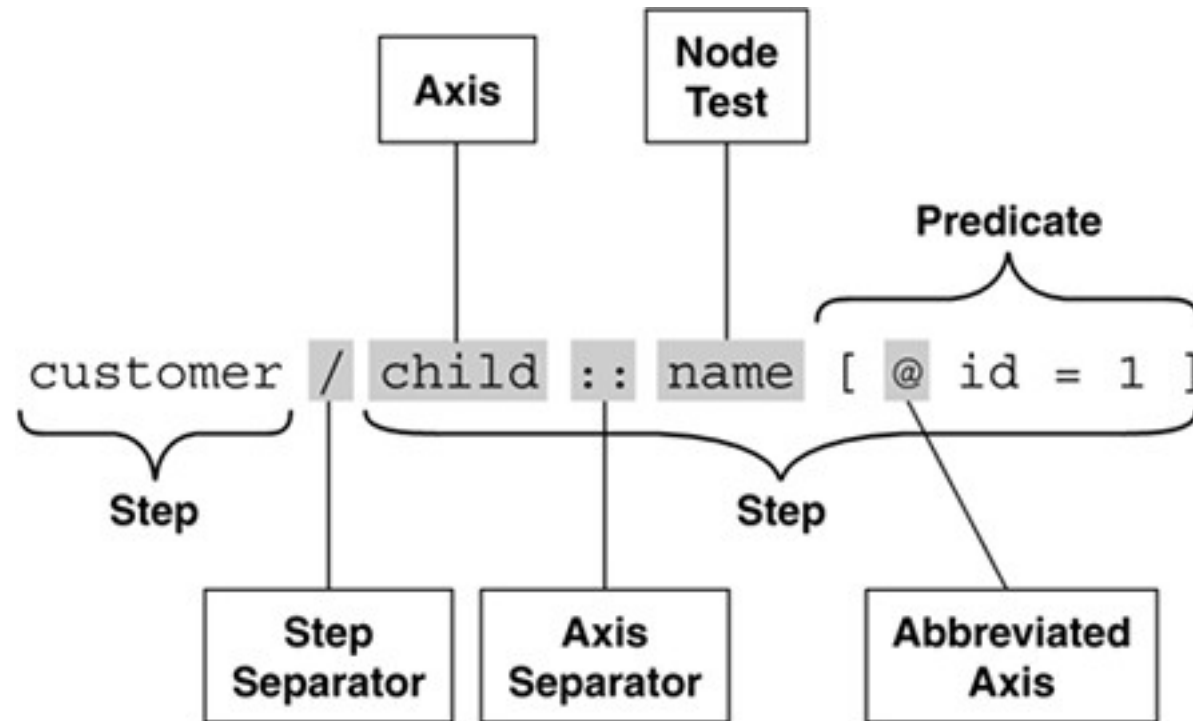 Axis
Node
Test
Predicate
customer / child :: name [ @ id = 1 ]
Step
Step
Step
Separator
Axis
Separator
Abbreviated
Axis